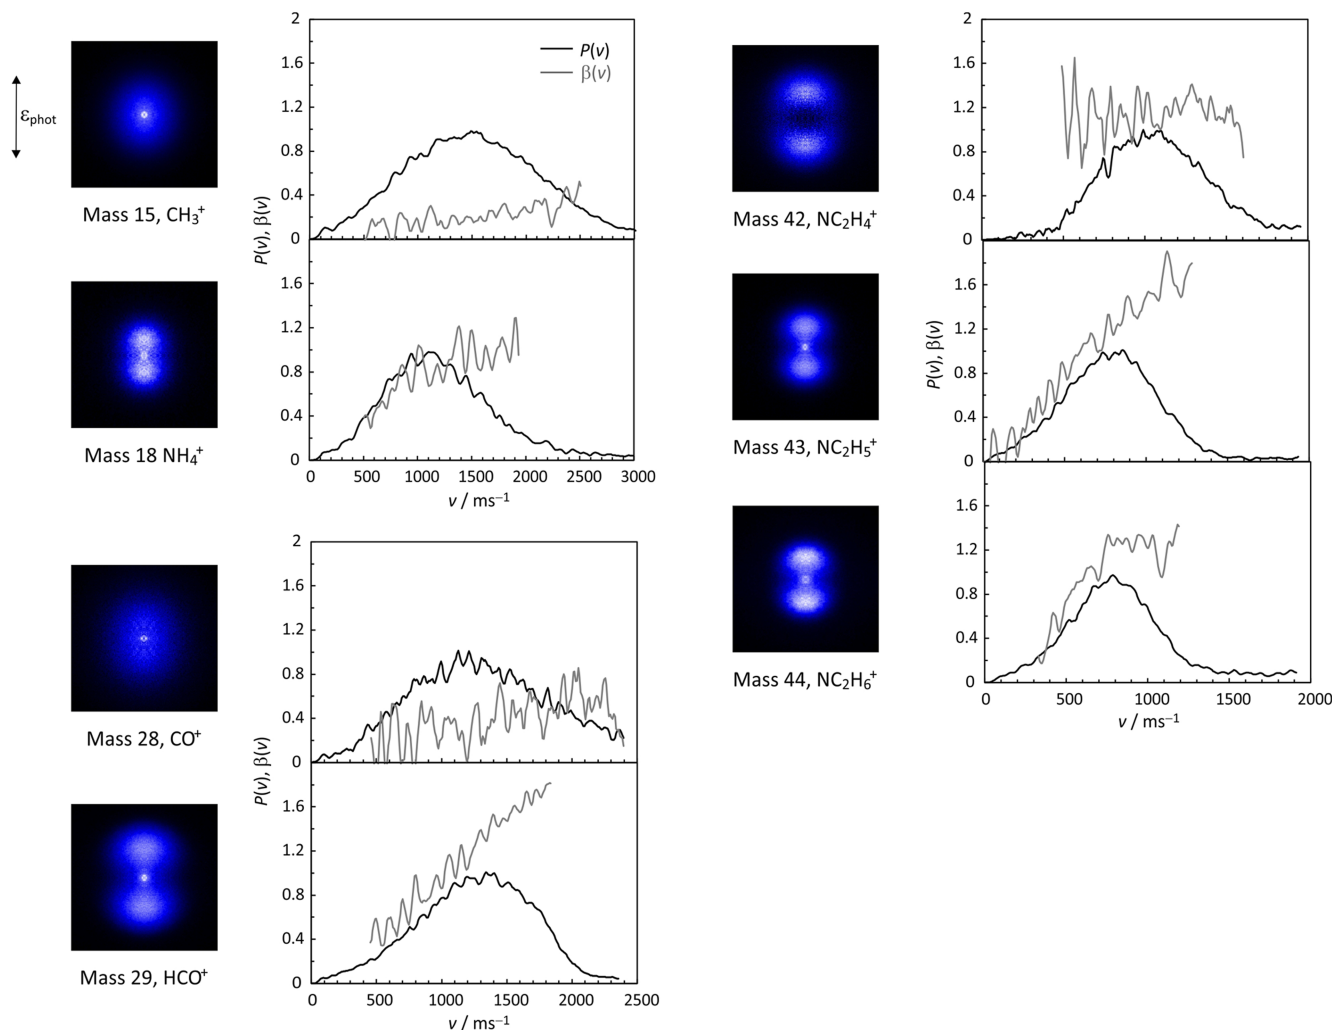 εphot
Mass 15, CH3+
2
1.6
1.2
0.8
0.4
0
P(v)
β(v)
P(v), β(v)
Mass 18 NH4+
1.6
1.2
0.8
0.4
0
0 500 1000 1500 2000 2500 3000
v / ms−1
Mass 28, CO+
2
1.6
1.2
0.8
0.4
0
P(v), β(v)
Mass 29, HCO+
1.6
1.2
0.8
0.4
0
0 500 1000 1500 2000 2500
v / ms−1
Mass 42, NC2H4+
2
1.6
1.2
0.8
0.4
0
Mass 43, NC2H5+
1.6
1.2
0.8
0.4
0
P(v), β(v)
Mass 44, NC2H6+
1.6
1.2
0.8
0.4
0
0 500 1000 1500 2000
v / ms−1